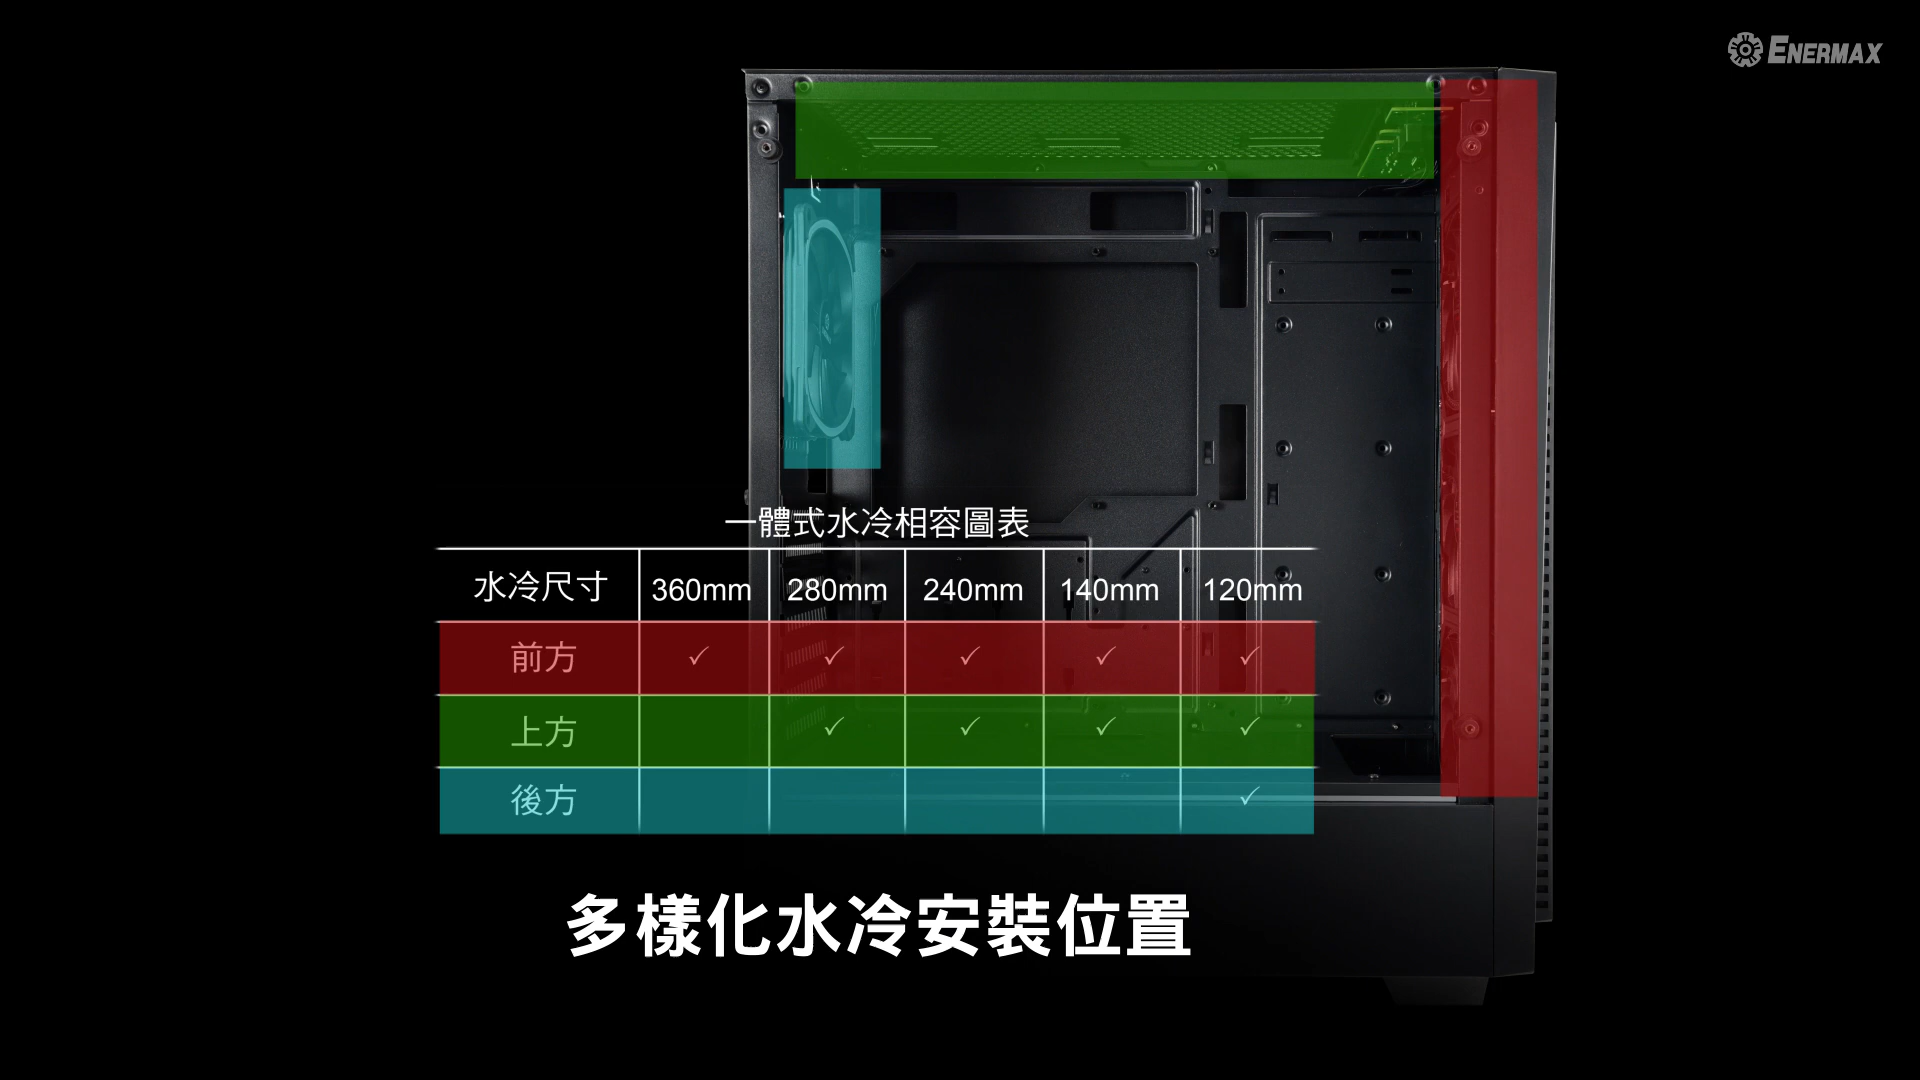 ENERMAX
一體式水冷相容圖表
水冷尺寸 360mm 280mm 240mm 140mm 120mm
前方 ✓ ✓ ✓ ✓ ✓
上方 ✓ ✓ ✓ ✓
後方 ✓
多樣化水冷安裝位置